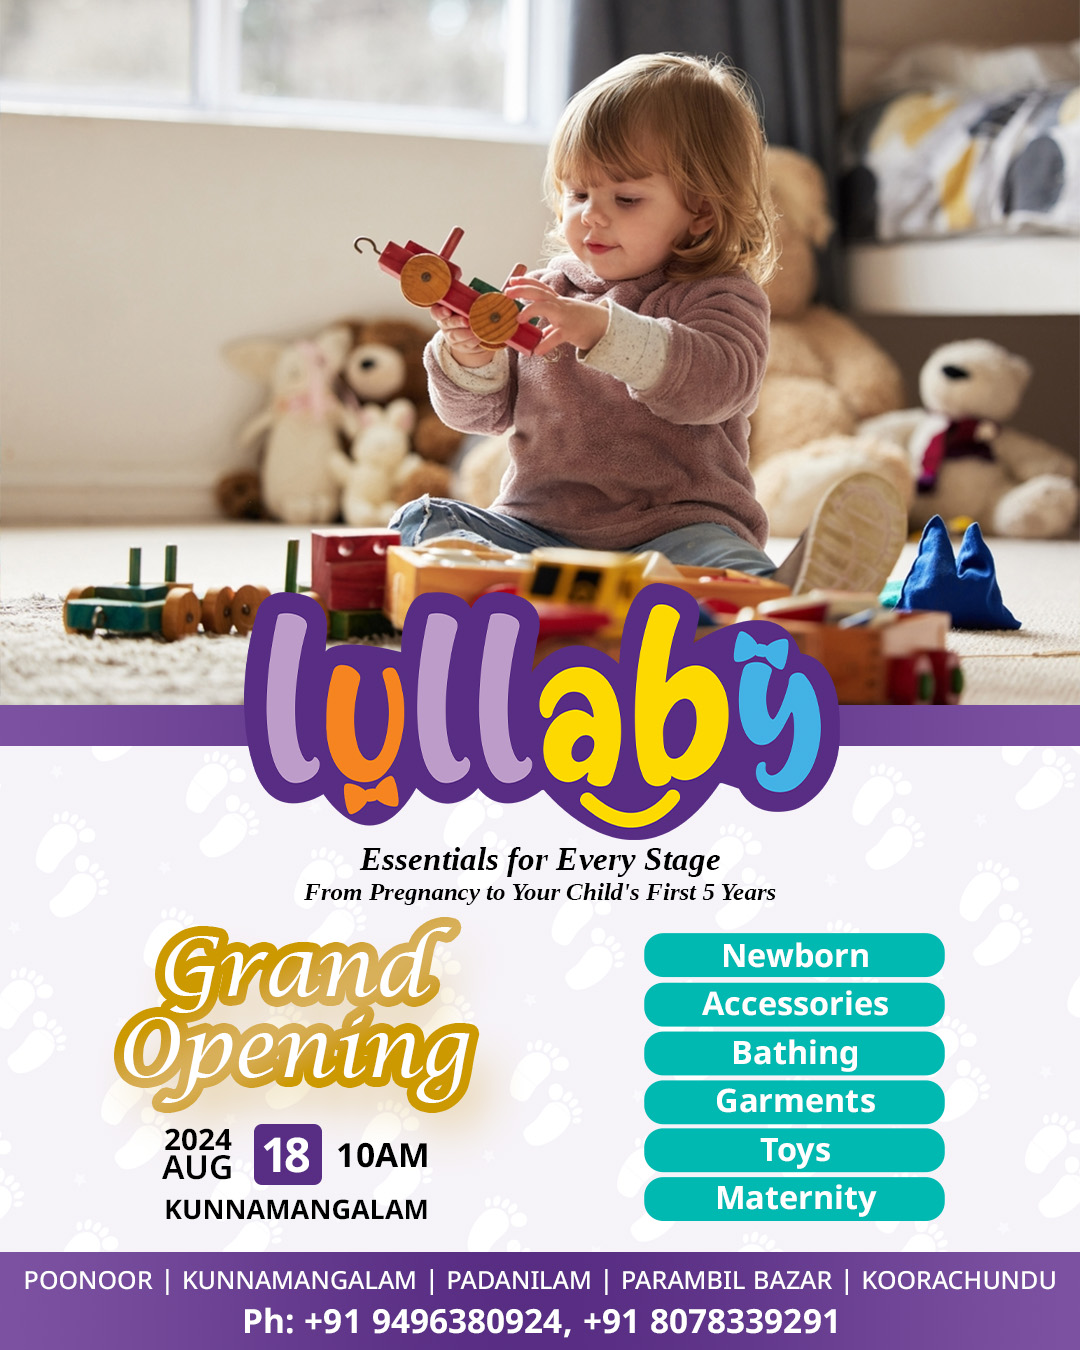 lullaby
Essentials for Every Stage
From Pregnancy to Your Child's First 5 Years
Grand
Opening
2024
AUG
18
10AM
KUNNAMANGALAM
Newborn
Accessories
Bathing
Garments
Toys
Maternity
POONOOR | KUNNAMANGALAM | PADANILAM | PARAMBIL BAZAR | KOORACHUNDU
Ph: +91 9496380924, +91 8078339291